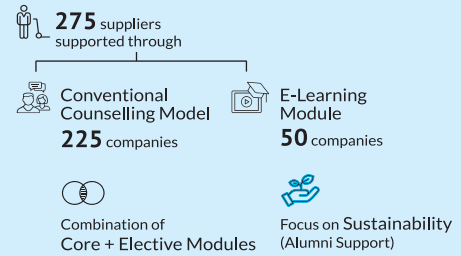 275 suppliers
supported through
Conventional
Counselling Model
225 companies
E-Learning
Module
50 companies
Combination of
Core + Elective Modules
Focus on Sustainability
(Alumni Support)